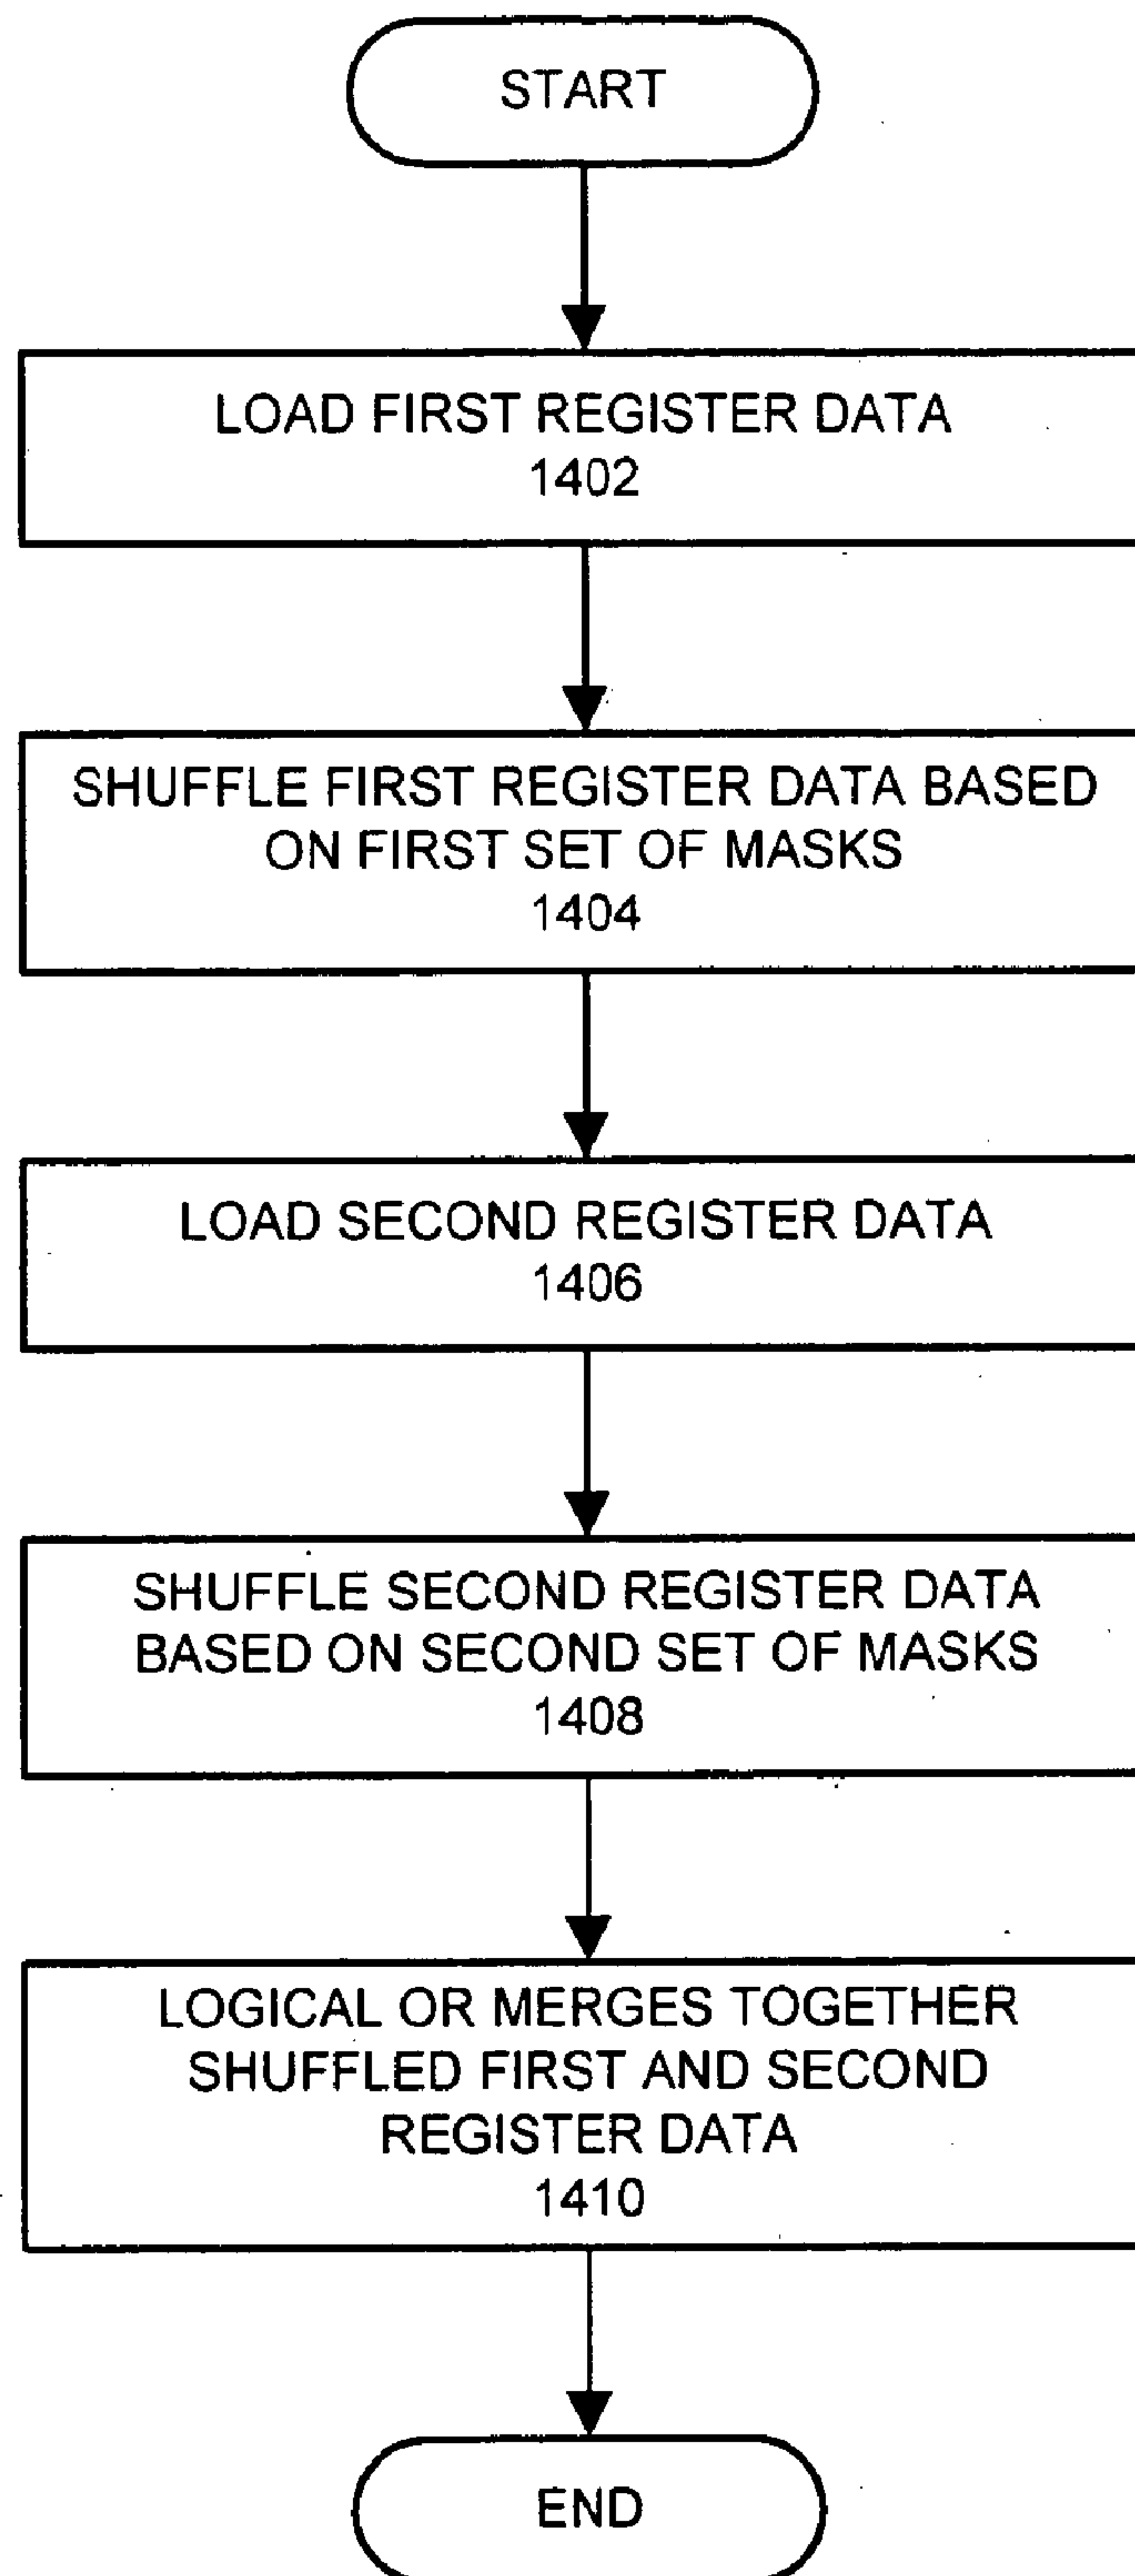 START
LOAD FIRST REGISTER DATA
1402
SHUFFLE FIRST REGISTER DATA BASED
ON FIRST SET OF MASKS
1404
LOAD SECOND REGISTER DATA
1406
SHUFFLE SECOND REGISTER DATA
BASED ON SECOND SET OF MASKS
1408
LOGICAL OR MERGES TOGETHER
SHUFFLED FIRST AND SECOND
REGISTER DATA
1410
END